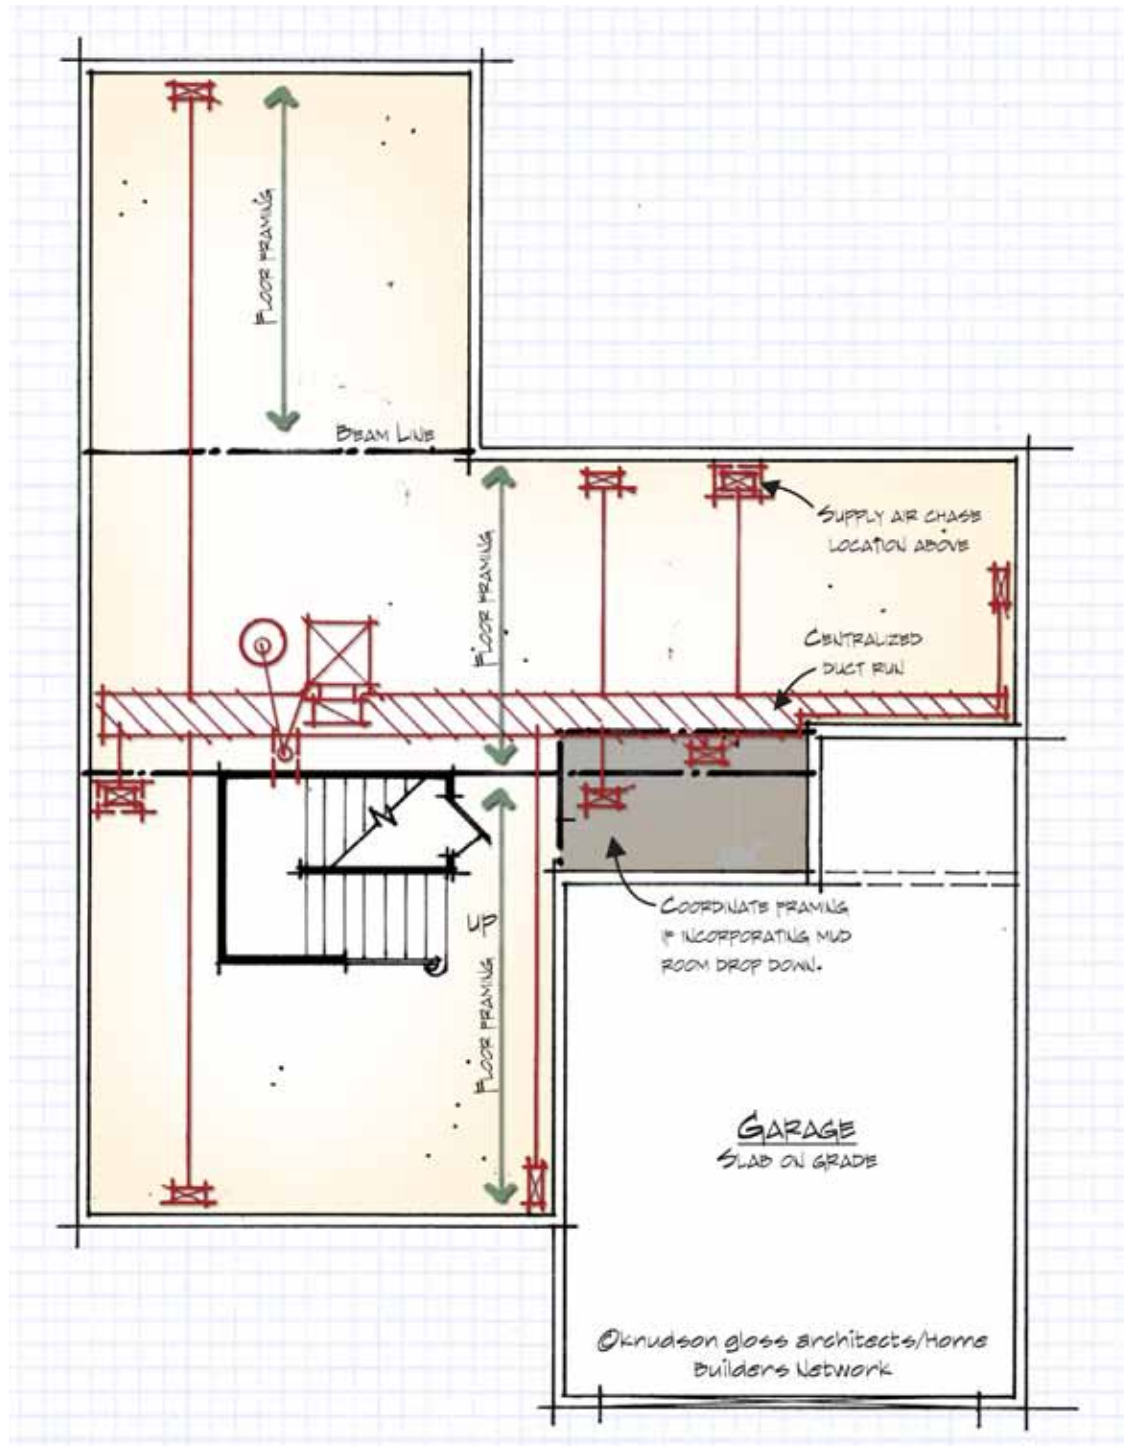 Floor framing
Beam Line
Floor framing
Supply air chase
location above
Centralized
duct run
Up
Coordinate framing
if incorporating mud
room drop down.
Floor framing
Garage
Slab on grade
©knudson gloss architects/Home
Builders Network